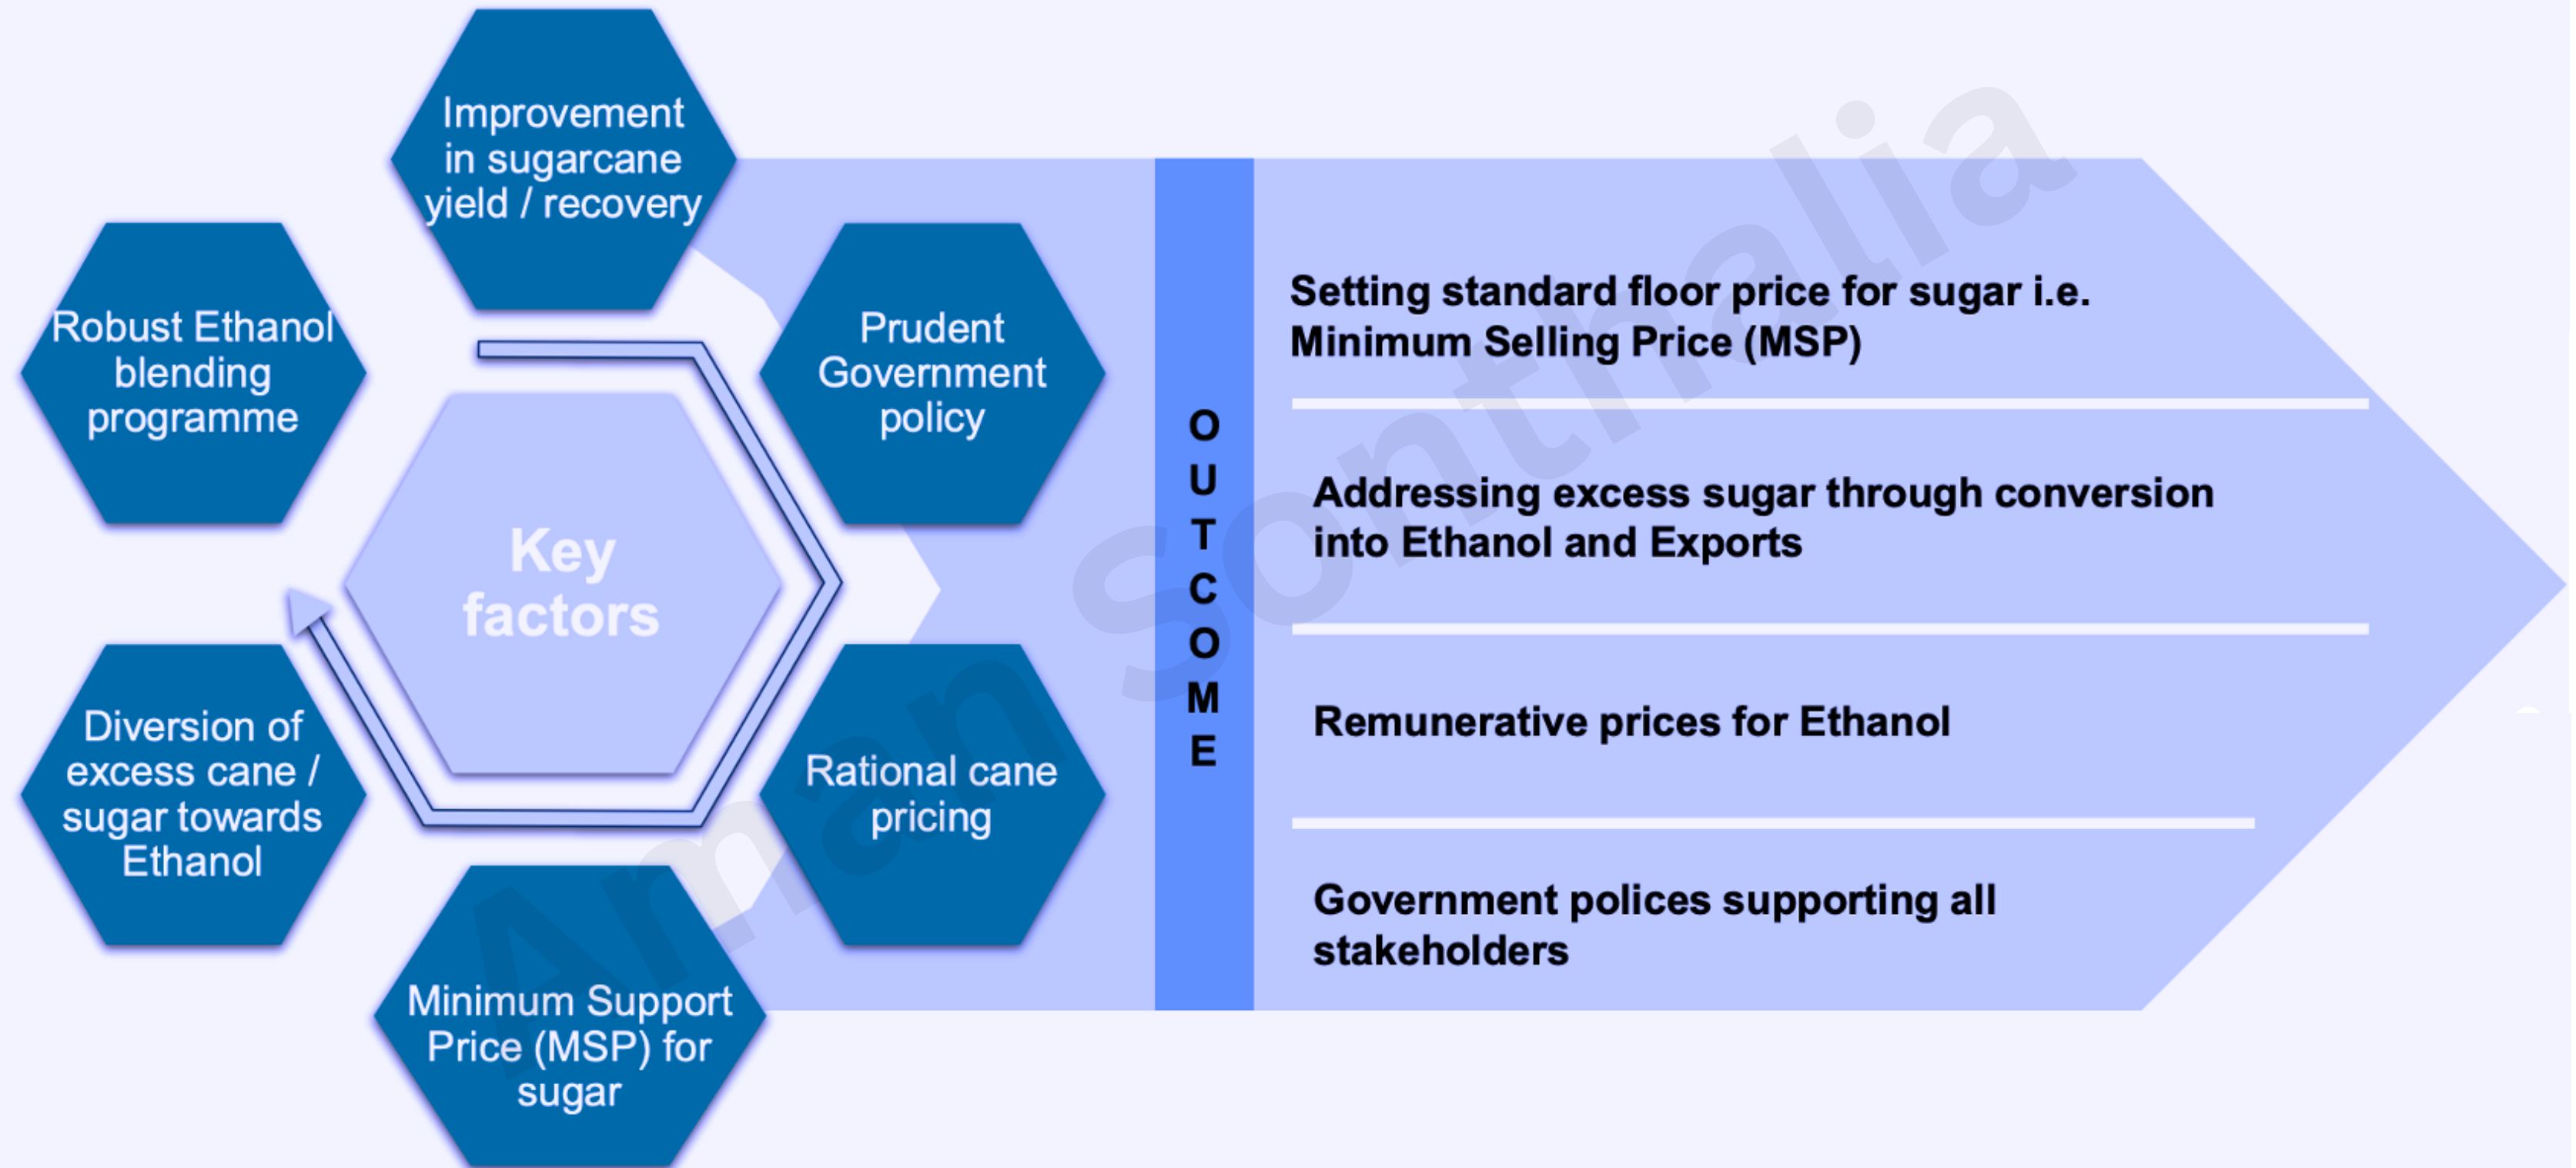 Improvement
in sugarcane
yield / recovery
Prudent
Government
policy
Rational cane
pricing
Minimum Support
Price (MSP) for
sugar
Diversion of
excess cane /
sugar towards
Ethanol
Robust Ethanol
blending
programme
Key
factors
O
U
T
C
O
M
E
Setting standard floor price for sugar i.e.
Minimum Selling Price (MSP)
Addressing excess sugar through conversion
into Ethanol and Exports
Remunerative prices for Ethanol
Government polices supporting all
stakeholders
Aman Sonthalia